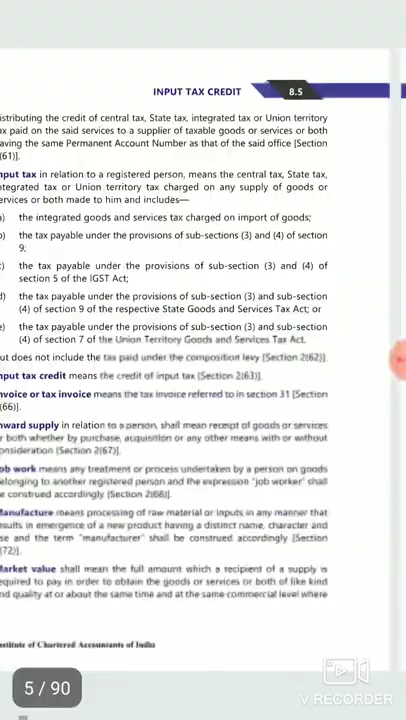 INPUT TAX CREDIT 8.5
istributing the credit of central tax, State tax, integrated tax or Union territory
ax paid on the said services to a supplier of taxable goods or services or both
aving the same Permanent Account Number as that of the said office [Section
(61)].
nput tax in relation to a registered person, means the central tax, State tax,
ntegrated tax or Union territory tax charged on any supply of goods or
ervices or both made to him and includes—
) the integrated goods and services tax charged on import of goods;
) the tax payable under the provisions of sub-sections (3) and (4) of section
9;
) the tax payable under the provisions of sub-section (3) and (4) of
section 5 of the IGST Act;
) the tax payable under the provisions of sub-section (3) and sub-section
(4) of section 9 of the respective State Goods and Services Tax Act; or
) the tax payable under the provisions of sub-section (3) and sub-section
(4) of section 7 of the Union Territory Goods and Services Tax Act,
ut does not include the tax paid under the composition levy [Section 2(62)].
nput tax credit means the credit of input tax [Section 2(63)].
nvoice or tax invoice means the tax invoice referred to in section 31 [Section
(66)].
nward supply in relation to a person, shall mean receipt of goods or services
r both whether by purchase, acquisition or any other means with or without
onsideration [Section 2(67)].
ob work means any treatment or process undertaken by a person on goods
elonging to another registered person and the expression "job worker" shall
e construed accordingly [Section 2(68)].
Manufacture means processing of raw material or inputs in any manner that
esults in emergence of a new product having a distinct name, character and
se and the term "manufacturer" shall be construed accordingly [Section
(72)].
Market value shall mean the full amount which a recipient of a supply is
equired to pay in order to obtain the goods or services or both of like kind
nd quality at or about the same time and at the same commercial level where
nstitute of Chartered Accountants of India
5 / 90
V RECORDER